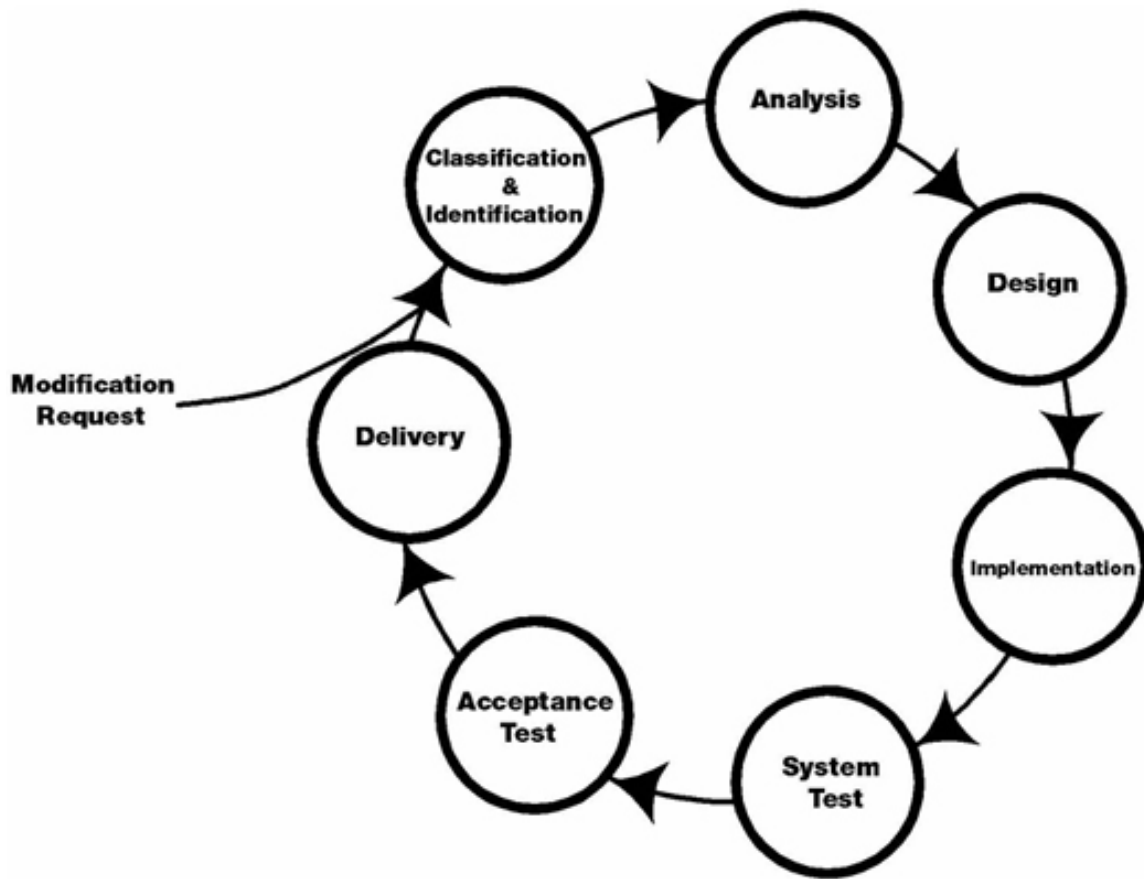 Analysis
Classification
&
Identification
Design
Modification
Request
Delivery
Implementation
Acceptance
Test
System
Test